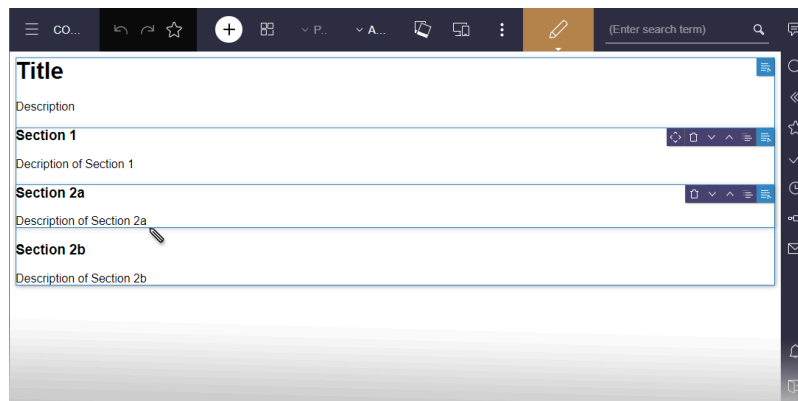 CO...
P..
A...
(Enter search term)
Title
Description
Section 1
Decription of Section 1
Section 2a
Description of Section 2a
Section 2b
Description of Section 2b